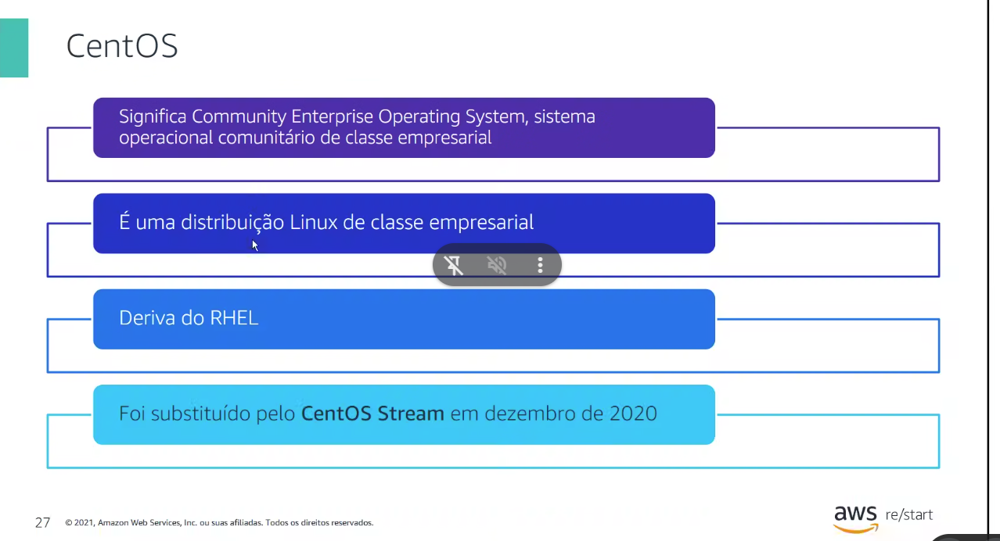 CentOS
Significa Community Enterprise Operating System, sistema
operacional comunitário de classe empresarial
É uma distribuição Linux de classe empresarial
Deriva do RHEL
Foi substituído pelo CentOS Stream em dezembro de 2020
27 © 2021, Amazon Web Services, Inc. ou suas afiliadas. Todos os direitos reservados.
aws re/start